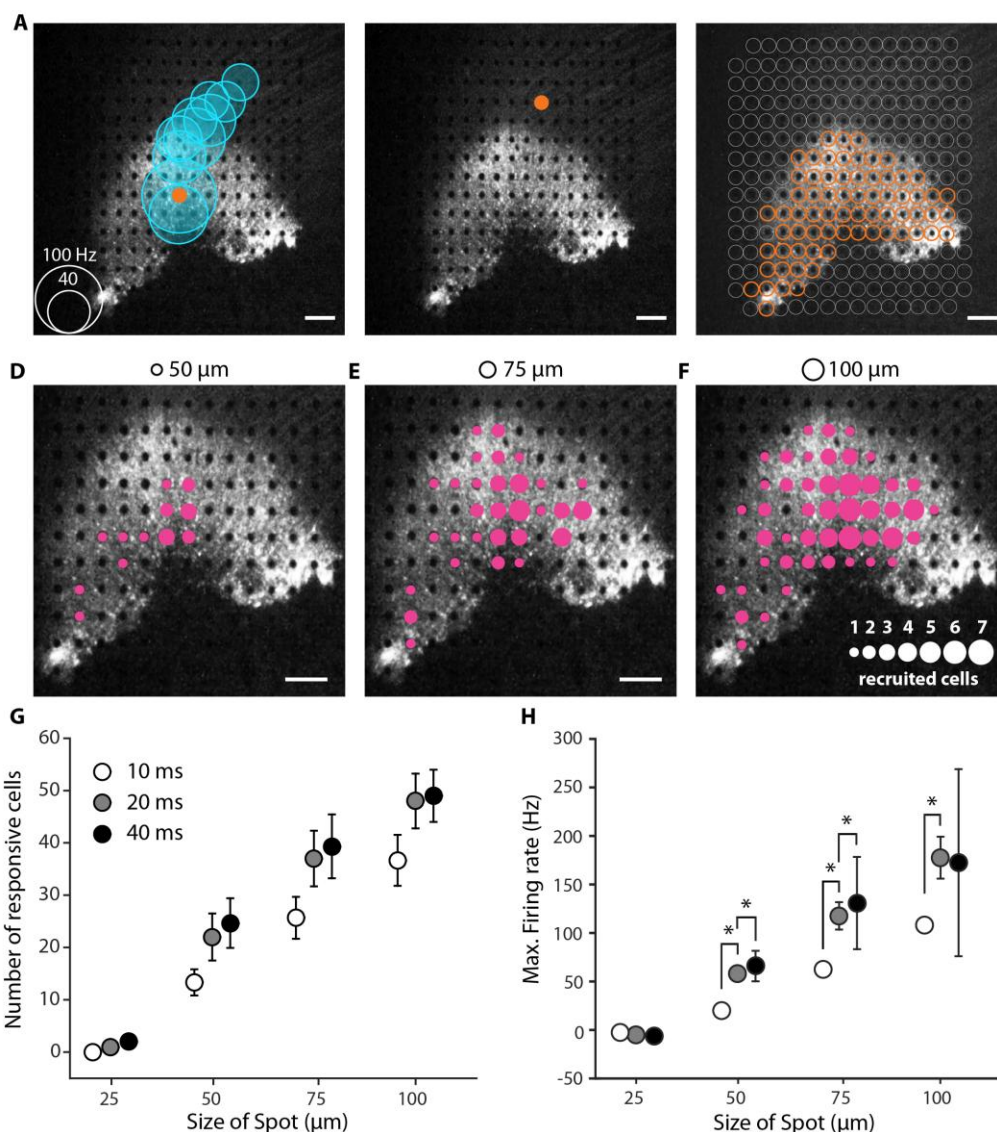 A
100 Hz
40
D
50 µm
E
75 µm
F
100 µm
1 2 3 4 5 6 7
recruited cells
G
60
50
40
30
20
10
0
Number of responsive cells
10 ms
20 ms
40 ms
25 50 75 100
Size of Spot (µm)
H
300
250
200
150
100
50
0
-50
Max. Firing rate (Hz)
* * * * *
25 50 75 100
Size of Spot (µm)